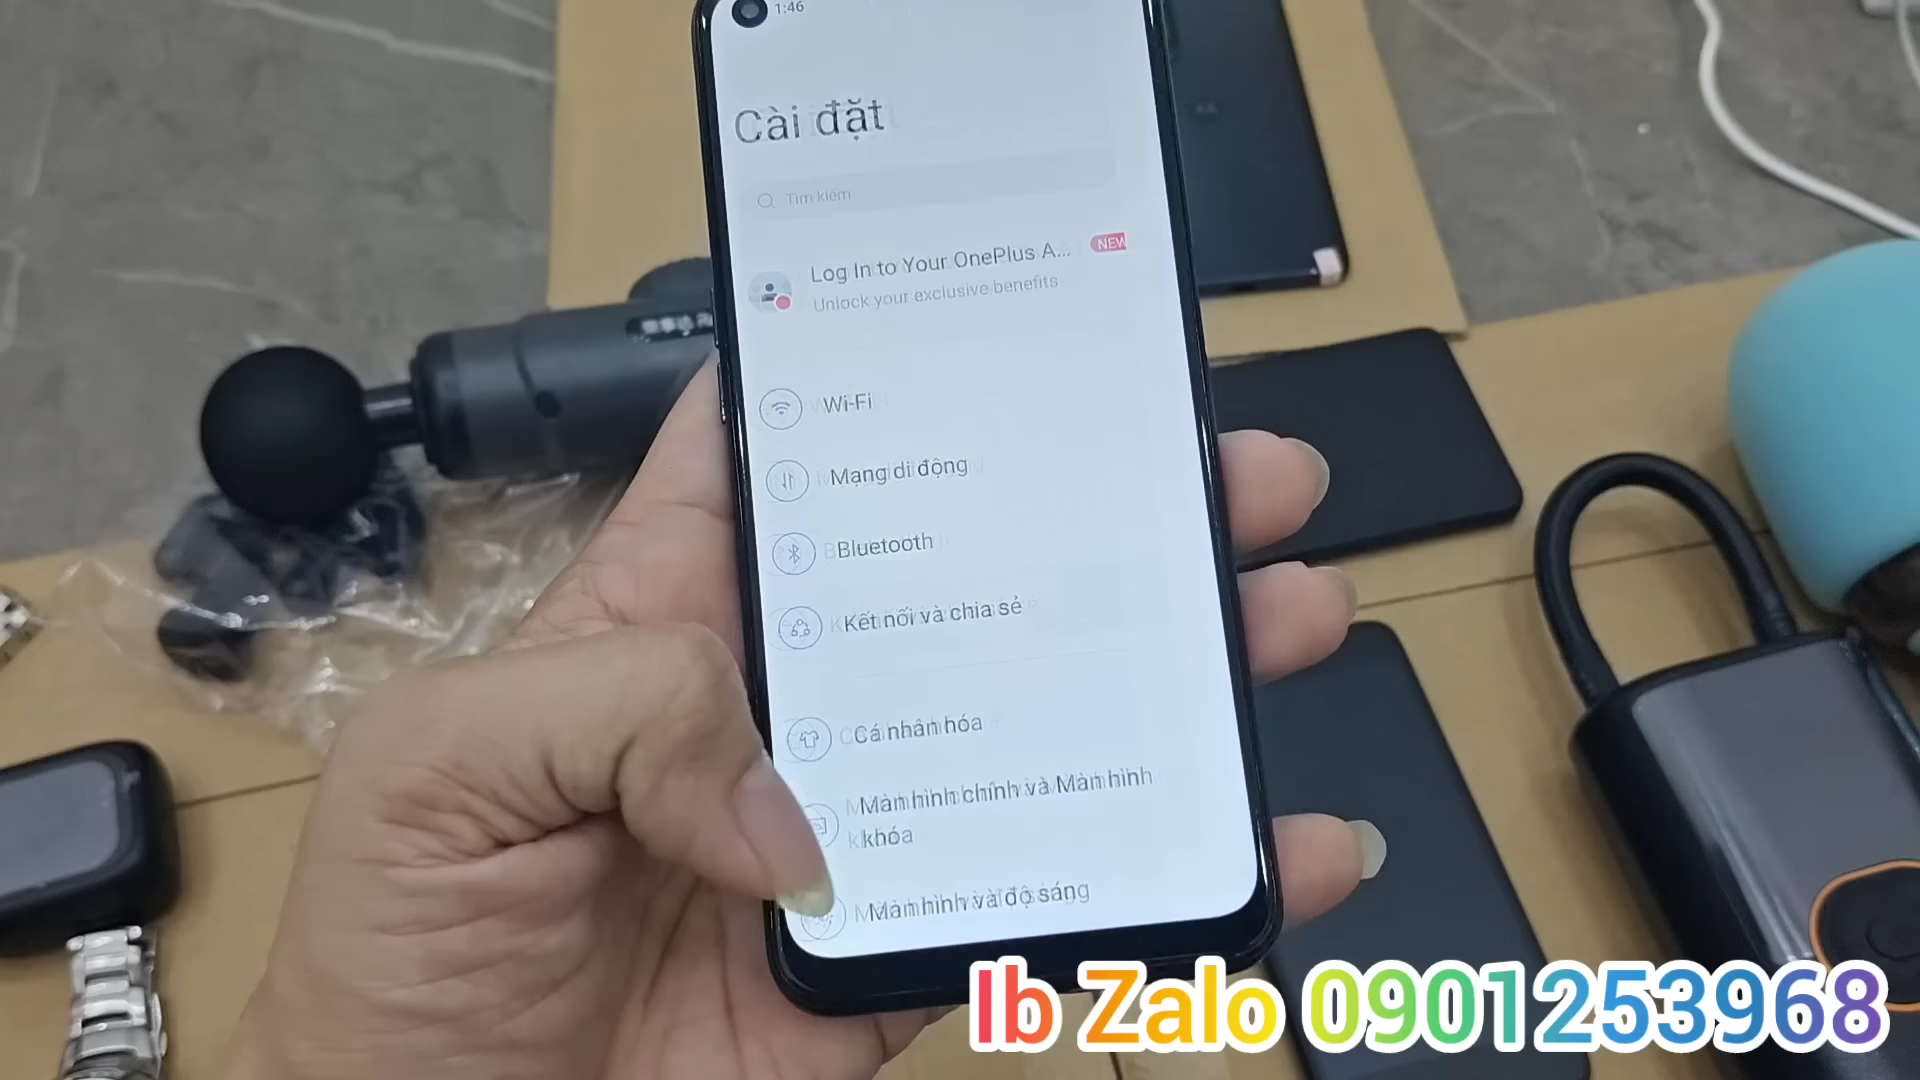 1:46
Cài đặt
Tìm kiếm
Log In to Your OnePlus A...
NEW
Unlock your exclusive benefits
Wi-Fi
Mạng di động
Bluetooth
Kết nối và chia sẻ
Cá nhân hóa
Màn hình chính và Màn hình
khóa
Màn hình và độ sáng
Ib Zalo 0901253968